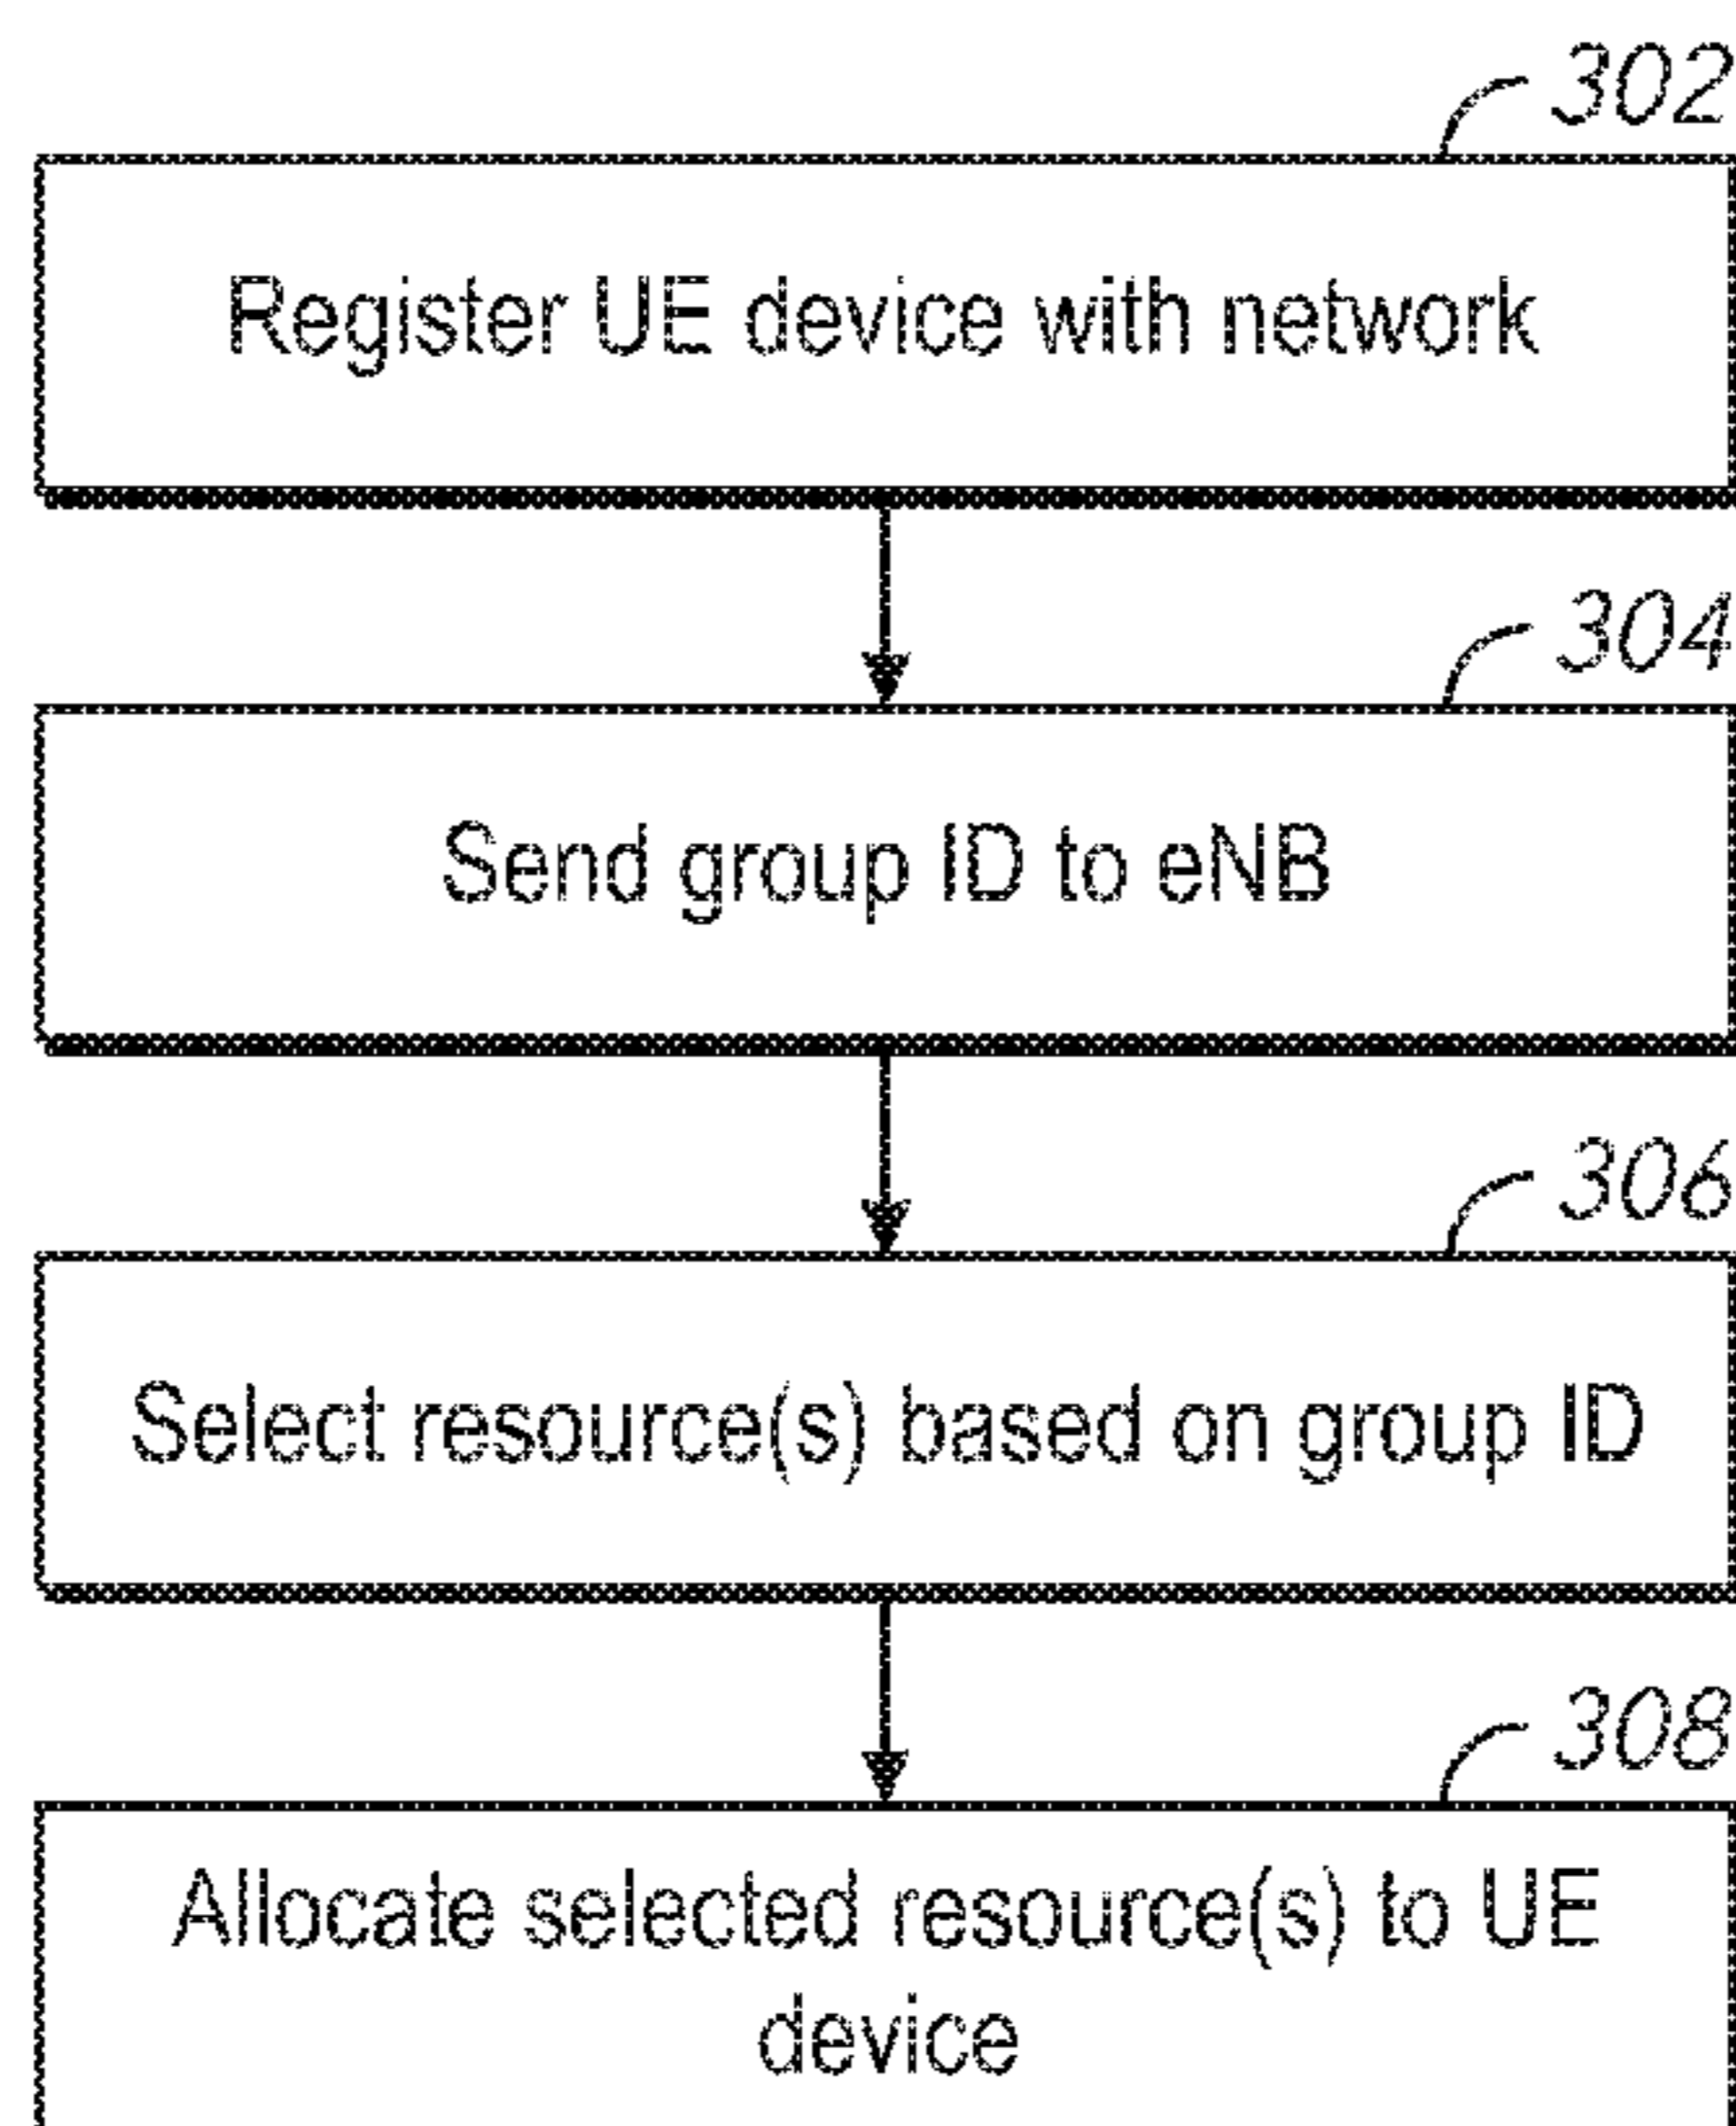 302
Register UE device with network
304
Send group ID to eNB
306
Select resource(s) based on group ID
308
Allocate selected resource(s) to UE
device